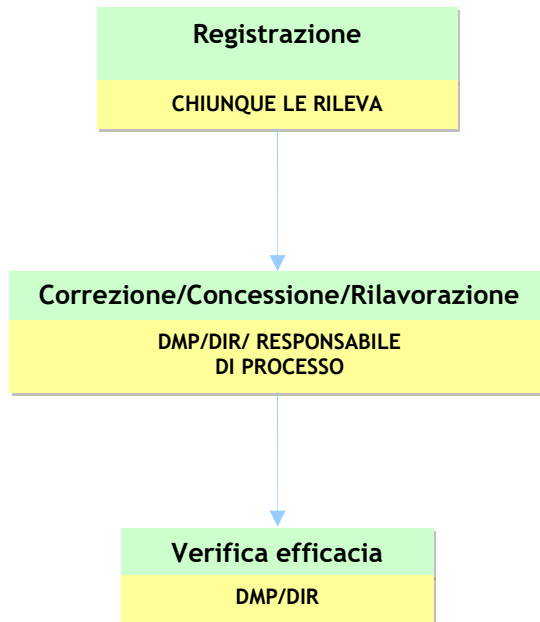 Registrazione
CHIUNQUE LE RILEVA
Correzione/Concessione/Rilavorazione
DMP/DIR/ RESPONSABILE
DI PROCESSO
Verifica efficacia
DMP/DIR